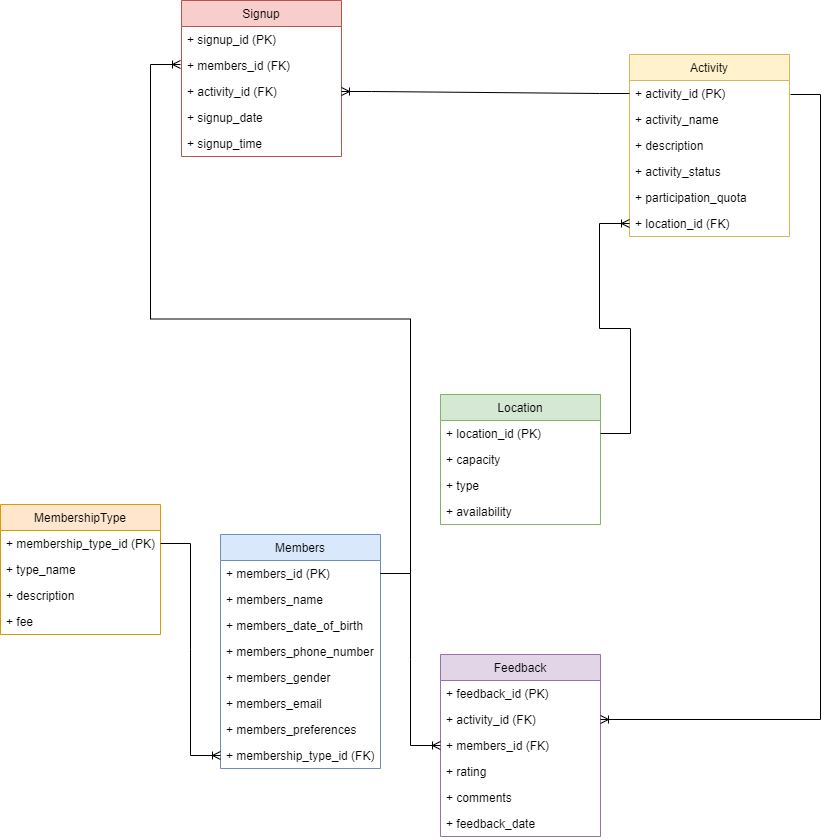 Signup
+ signup_id (PK)
+ members_id (FK)
+ activity_id (FK)
+ signup_date
+ signup_time
Activity
+ activity_id (PK)
+ activity_name
+ description
+ activity_status
+ participation_quota
+ location_id (FK)
Location
+ location_id (PK)
+ capacity
+ type
+ availability
MembershipType
+ membership_type_id (PK)
+ type_name
+ description
+ fee
Members
+ members_id (PK)
+ members_name
+ members_date_of_birth
+ members_phone_number
+ members_gender
+ members_email
+ members_preferences
+ membership_type_id (FK)
Feedback
+ feedback_id (PK)
+ activity_id (FK)
+ members_id (FK)
+ rating
+ comments
+ feedback_date